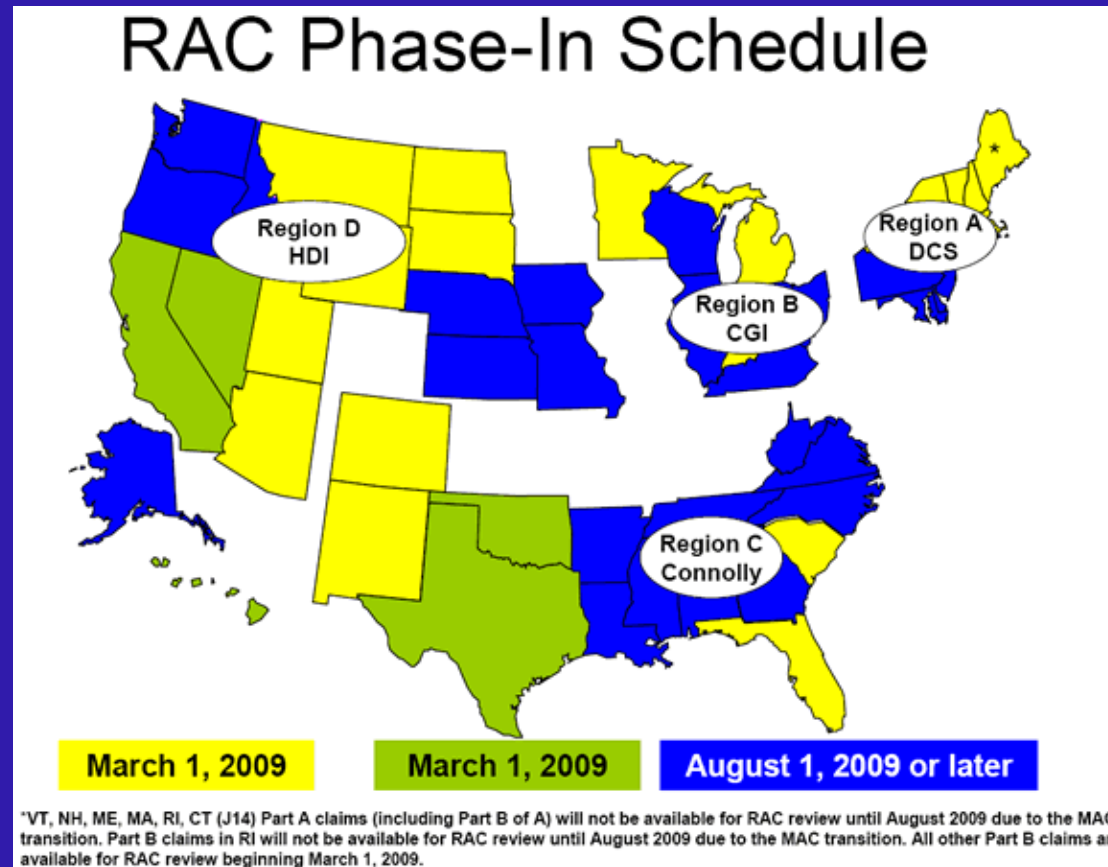 RAC Phase-In Schedule
*
Region D
HDI
Region A
DCS
Region B
CGI
Region C
Connolly
March 1, 2009
March 1, 2009
August 1, 2009 or later
*VT, NH, ME, MA, RI, CT (J14) Part A claims (including Part B of A) will not be available for RAC review until August 2009 due to the MAC
transition. Part B claims in RI will not be available for RAC review until August 2009 due to the MAC transition. All other Part B claims
available for RAC review beginning March 1, 2009.